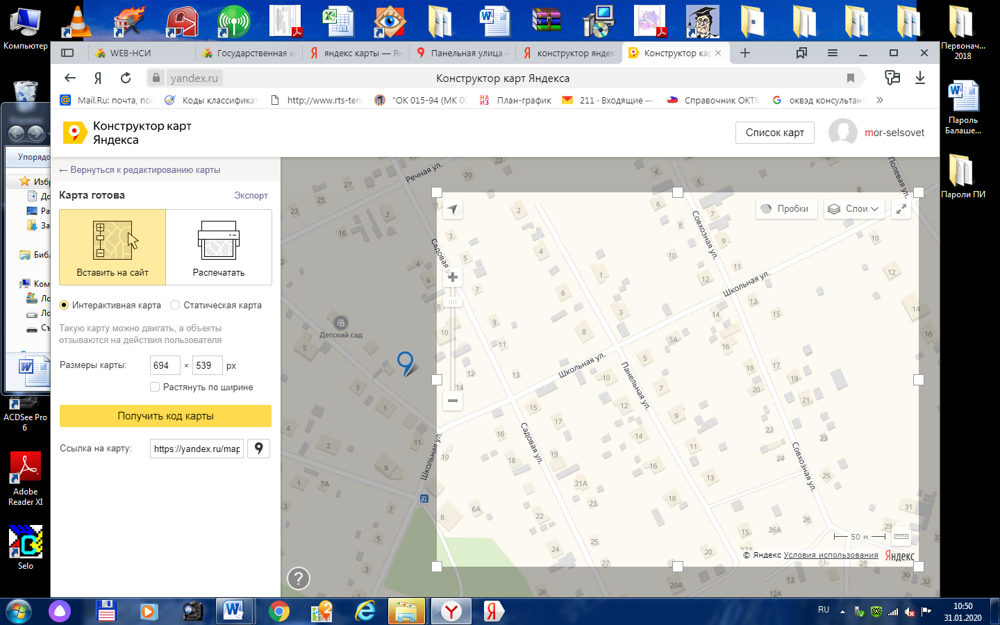 Компьютер
Первонач...
2018
Пароль
Балаше...
Пароли ПИ
ACDSee Pro
6
Adobe
Reader XI
Selo
WEB-НСИ
Государственная и
яндекс карты — Ян
Панельная улица –
конструктор яндек
Конструктор кар
yandex.ru
Конструктор карт Яндекса
Mail.Ru: почта, пои
Коды классификат
http://www.rts-tend
"ОК 015-94 (МК 00
План-график
211 · Входящие —
Справочник ОКТМ
оквэд консультант
Конструктор карт
Яндекса
Список карт
mor-selsovet
Упорядо
Избр
До
Ра
За
Библ
Ком
Ло
Ло
Съ
← Вернуться к редактированию карты
Карта готова
Экспорт
Вставить на сайт
Распечатать
Интерактивная карта
Статическая карта
Такую карту можно двигать, а объекты
отзываются на действия пользователя
Размеры карты:
694 × 539 px
Растянуть по ширине
Получить код карты
Ссылка на карту:
https://yandex.ru/map
Речная ул.
Полевая ул.
Пробки
Слои
Садовая ул.
Совхозная ул.
Школьная ул.
Детский сад
Школьная ул.
Панельная ул.
Садовая ул.
Школьная ул.
Совхозная ул.
50 м
© Яндекс Условия использования
Яндекс
?
RU
10:50
31.01.2020